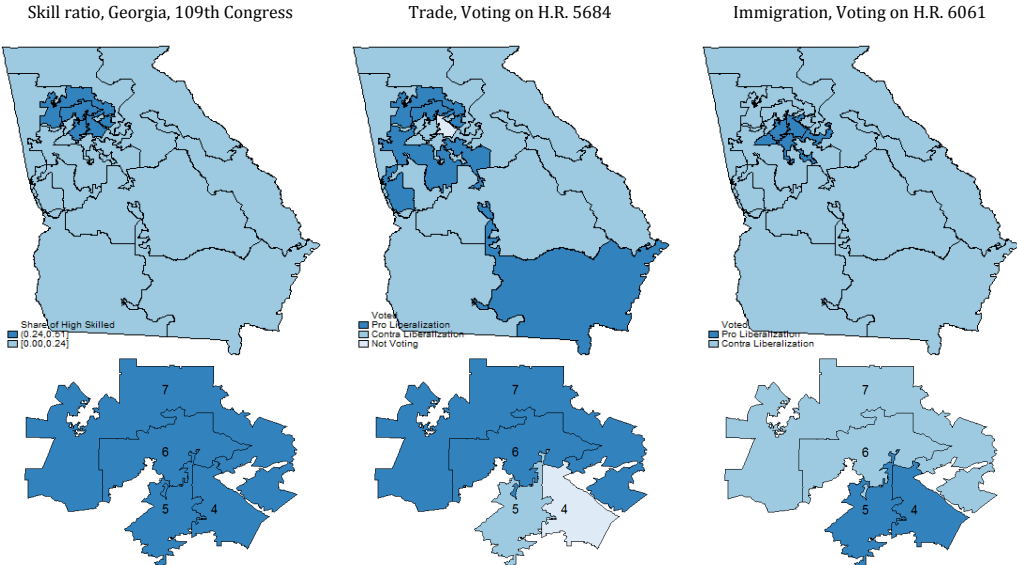 Skill ratio, Georgia, 109th Congress
Trade, Voting on H.R. 5684
Immigration, Voting on H.R. 6061
Share of High Skilled
(0.24,0.51]
[0.00,0.24]
Voted
Pro Liberalization
Contra Liberalization
Not Voting
Voted
Pro Liberalization
Contra Liberalization
7
6
5
4
7
6
5
4
7
6
5
4